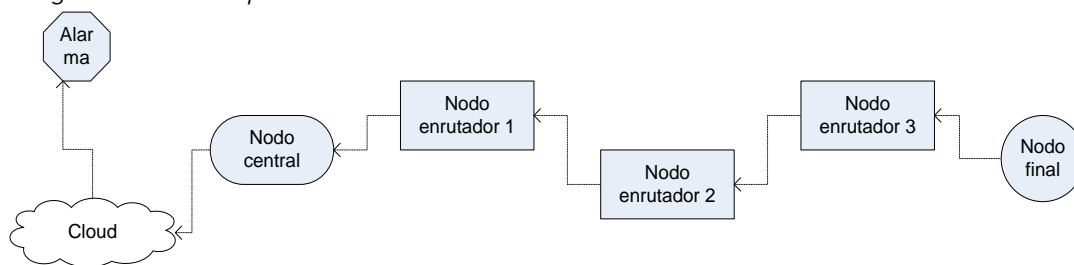 Alar
ma
Nodo
central
Nodo
enrutador 1
Nodo
enrutador 2
Nodo
enrutador 3
Nodo
final
Cloud